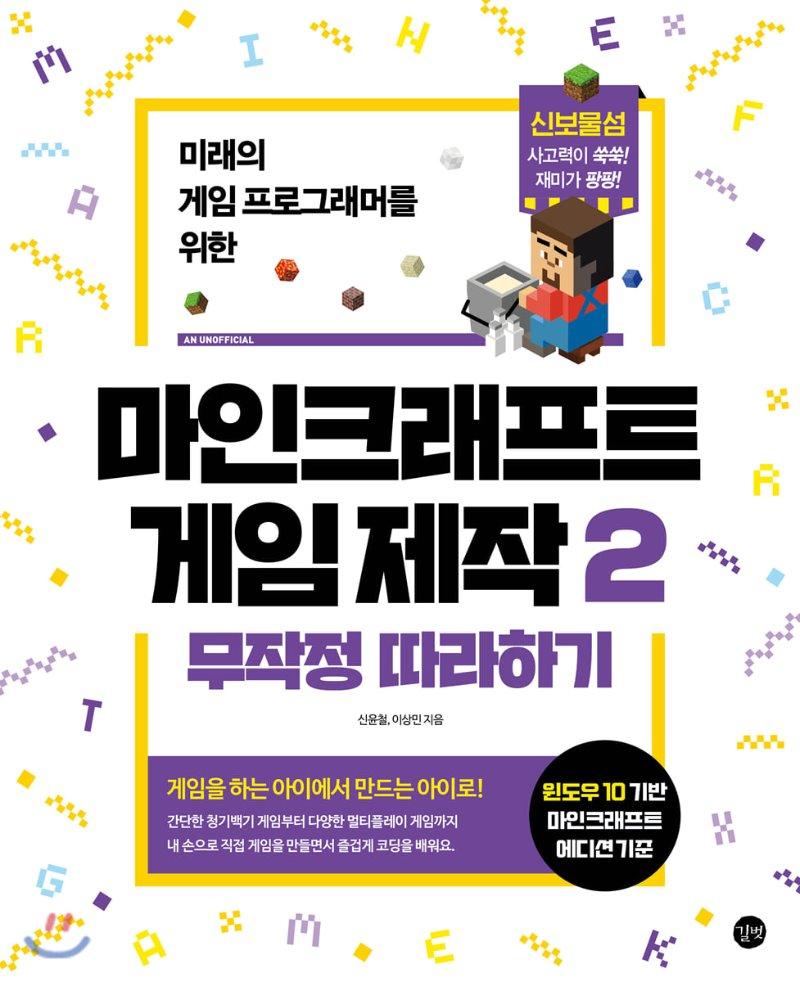 미래의
게임 프로그래머를
위한
신보물섬
사고력이 쑥쑥!
재미가 팡팡!
AN UNOFFICIAL
마인크래프트
게임 제작 2
무작정 따라하기
신윤철, 이상민 지음
게임을 하는 아이에서 만드는 아이로!
간단한 청기백기 게임부터 다양한 멀티플레이 게임까지
내 손으로 직접 게임을 만들면서 즐겁게 코딩을 배워요.
윈도우 10 기반
마인크래프트
에디션 기준
길벗
M
I
N
E
C
R
A
F
T
G
A
M
E
M
A
K
E
R